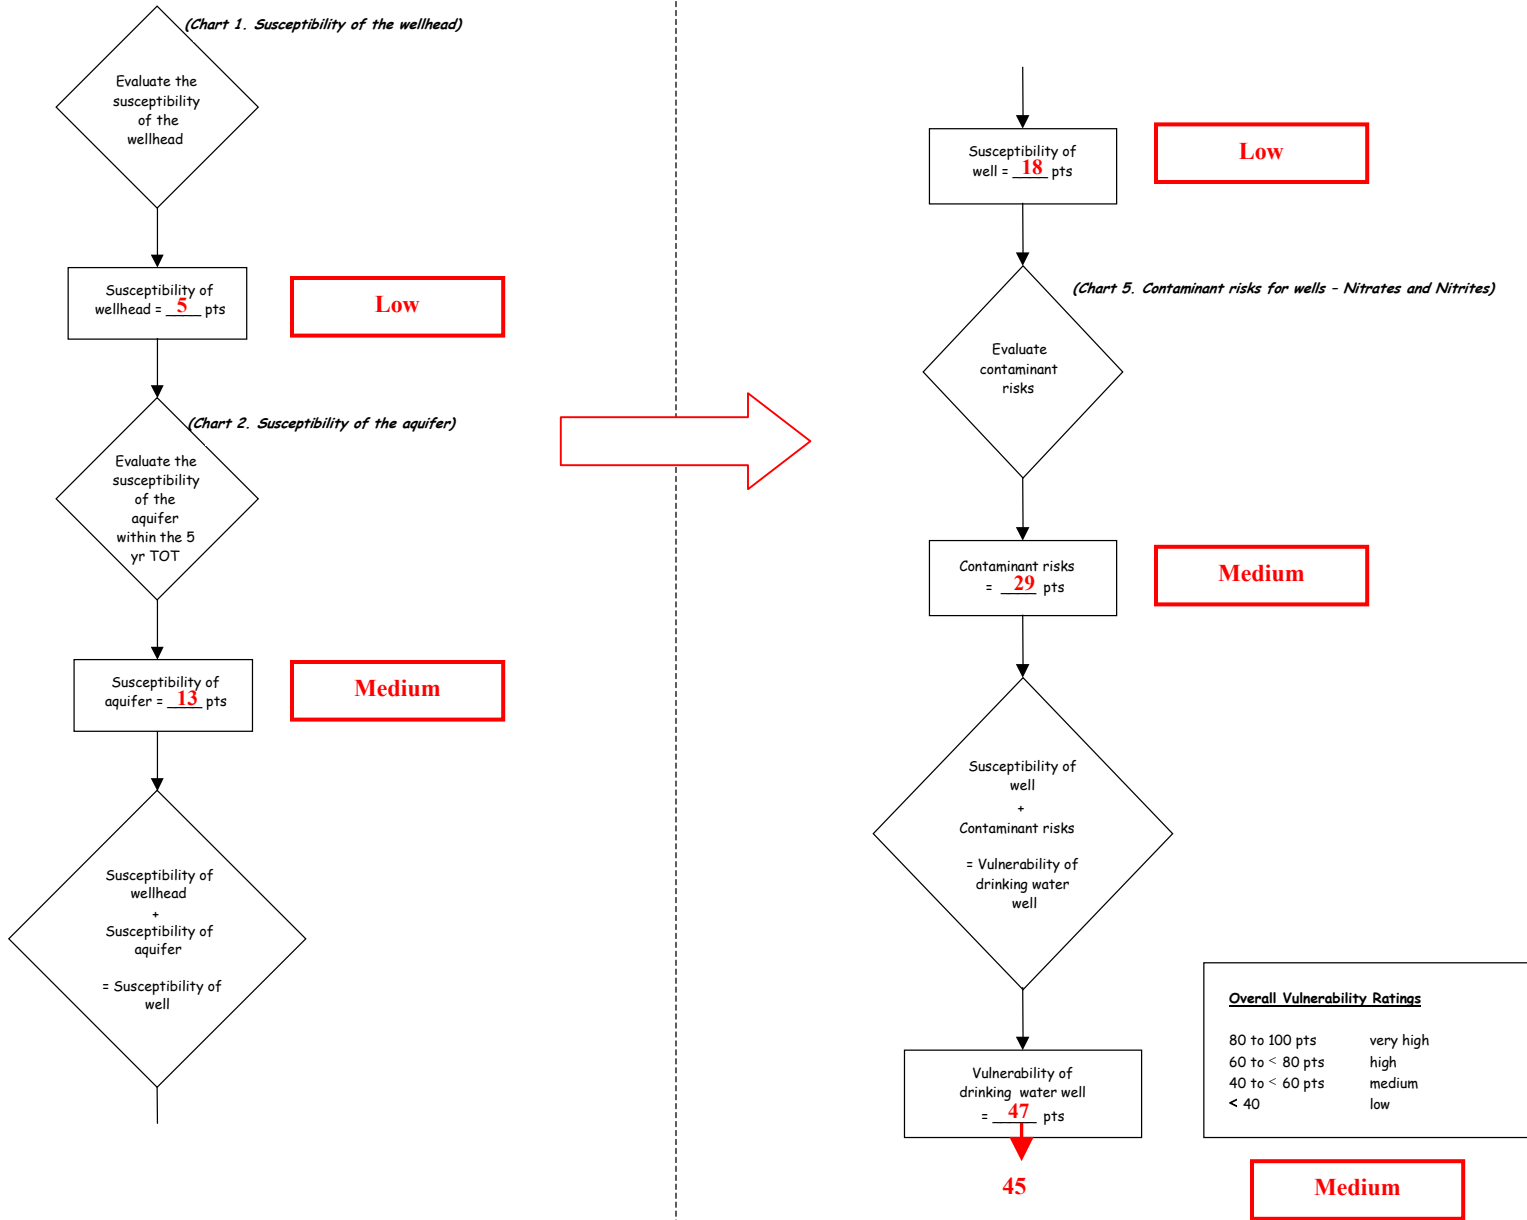 (Chart 1. Susceptibility of the wellhead)
Evaluate the
susceptibility
of the
wellhead
Susceptibility of
wellhead = 5 pts
Low
(Chart 2. Susceptibility of the aquifer)
Evaluate the
susceptibility
of the
aquifer
within the 5
yr TOT
Susceptibility of
aquifer = 13 pts
Medium
Susceptibility of
wellhead
+
Susceptibility of
aquifer
= Susceptibility of
well
Susceptibility of
well = 18 pts
Low
(Chart 5. Contaminant risks for wells – Nitrates and Nitrites)
Evaluate
contaminant
risks
Contaminant risks
= 29 pts
Medium
Susceptibility of
well
+
Contaminant risks
= Vulnerability of
drinking water
well
Vulnerability of
drinking water well
= 47 pts
45
Overall Vulnerability Ratings
80 to 100 pts very high
60 to < 80 pts high
40 to < 60 pts medium
< 40 low
Medium